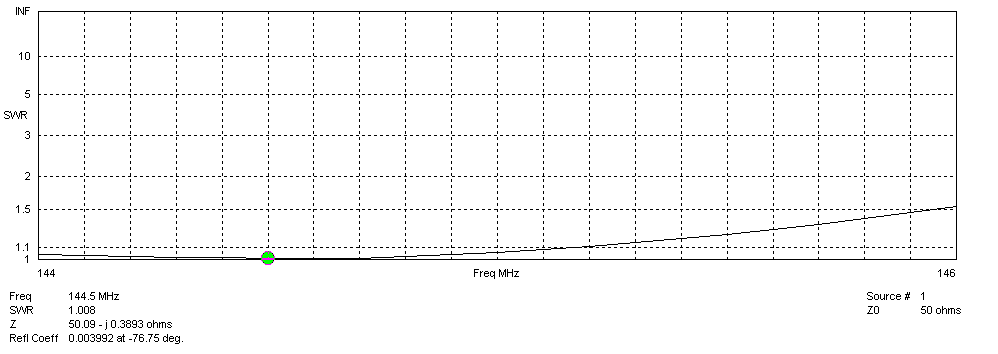 INF
10
5
SWR
3
2
1.5
1.1
1
144 Freq MHz 146
Freq 144.5 MHz Source # 1
SWR 1.008 Z0 50 ohms
Z 50.09 - j 0.3893 ohms
Refl Coeff 0.003992 at -76.75 deg.